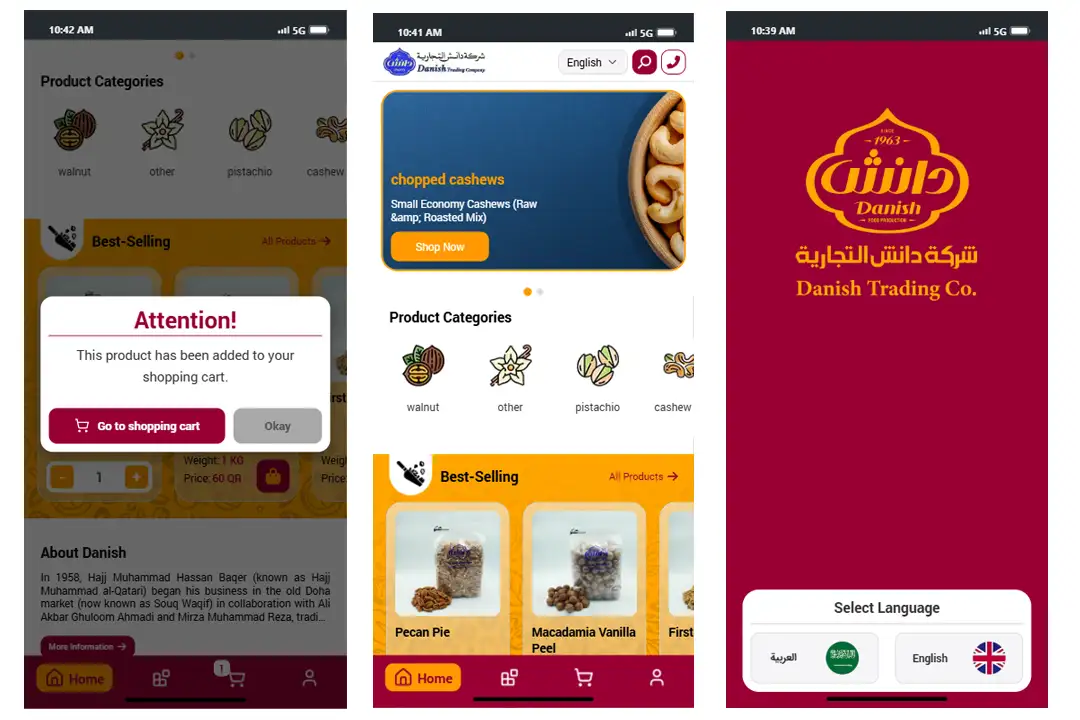 10:42 AM
5G
Product Categories
walnut
other
pistachio
cashew
Best-Selling
All Products →
Attention!
This product has been added to your
shopping cart.
Go to shopping cart
Okay
- 1 +
Weight: 1 KG
Price: 60 QR
Price:
About Danish
In 1958, Hajj Muhammad Hassan Baqer (known as Hajj
Muhammad al-Qatari) began his business in the old Doha
market (now known as Souq Waqif) in collaboration with Ali
Akbar Ghuloom Ahmadi and Mirza Muhammad Reza, tradi...
More Information →
Home
1
10:41 AM
5G
شركة دانش التجارية
دانش
Danish Trading Company
English
chopped cashews
Small Economy Cashews (Raw
&amp; Roasted Mix)
Shop Now
Product Categories
walnut
other
pistachio
cashew
Best-Selling
All Products →
Pecan Pie
Macadamia Vanilla
Peel
First
Home
10:39 AM
5G
SINCE
1963
دانش
Danish
FOOD PRODUCTION
شركة دانش التجارية
Danish Trading Co.
Select Language
العربية
English